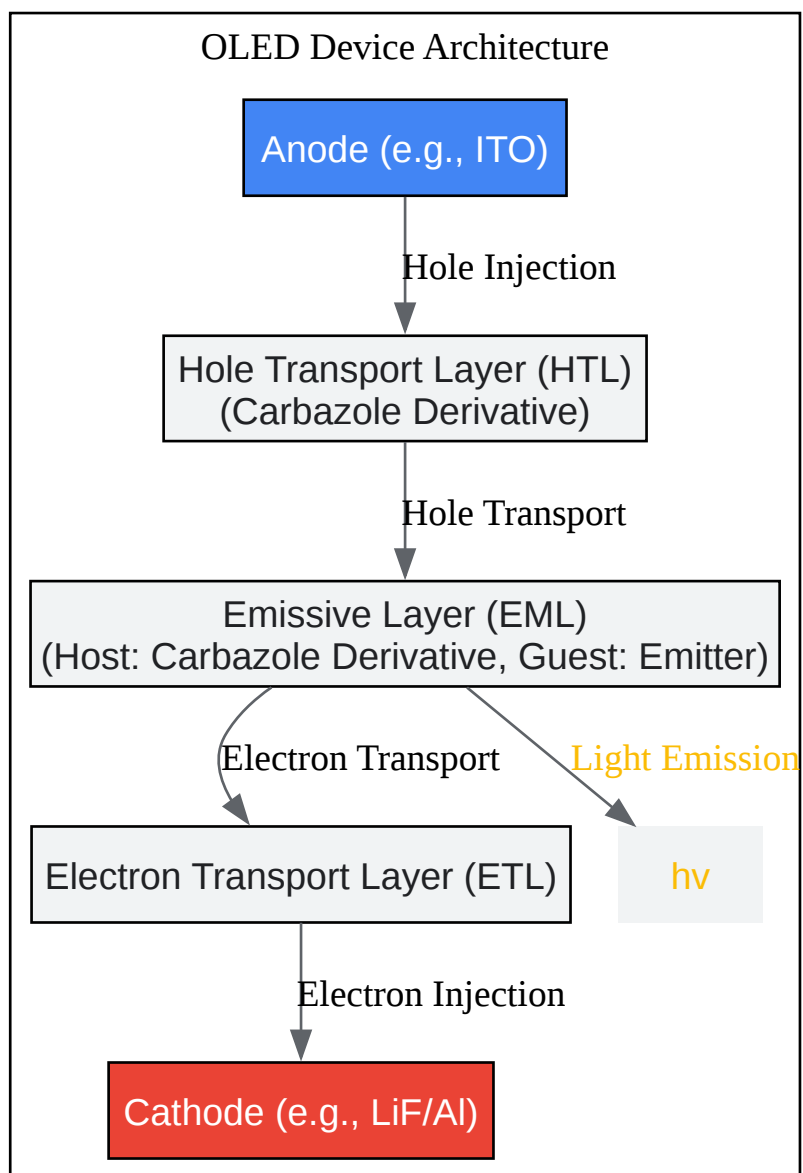 OLED Device Architecture
Anode (e.g., ITO)
Hole Injection
Hole Transport Layer (HTL)
(Carbazole Derivative)
Hole Transport
Emissive Layer (EML)
(Host: Carbazole Derivative, Guest: Emitter)
Electron Transport
Light Emission
Electron Transport Layer (ETL)
hv
Electron Injection
Cathode (e.g., LiF/Al)